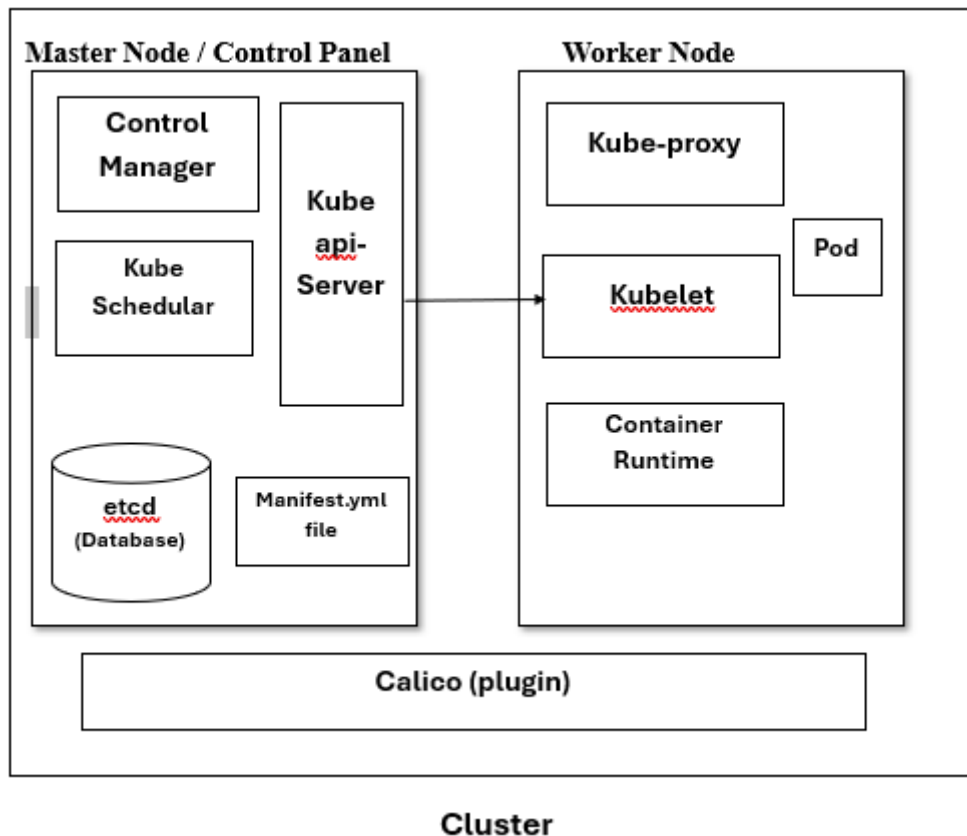 Master Node / Control Panel
Control
Manager
Kube
api-
Server
Kube
Schedular
etcd
(Database)
Manifest.yml
file
Worker Node
Kube-proxy
Pod
Kubelet
Container
Runtime
Calico (plugin)
Cluster